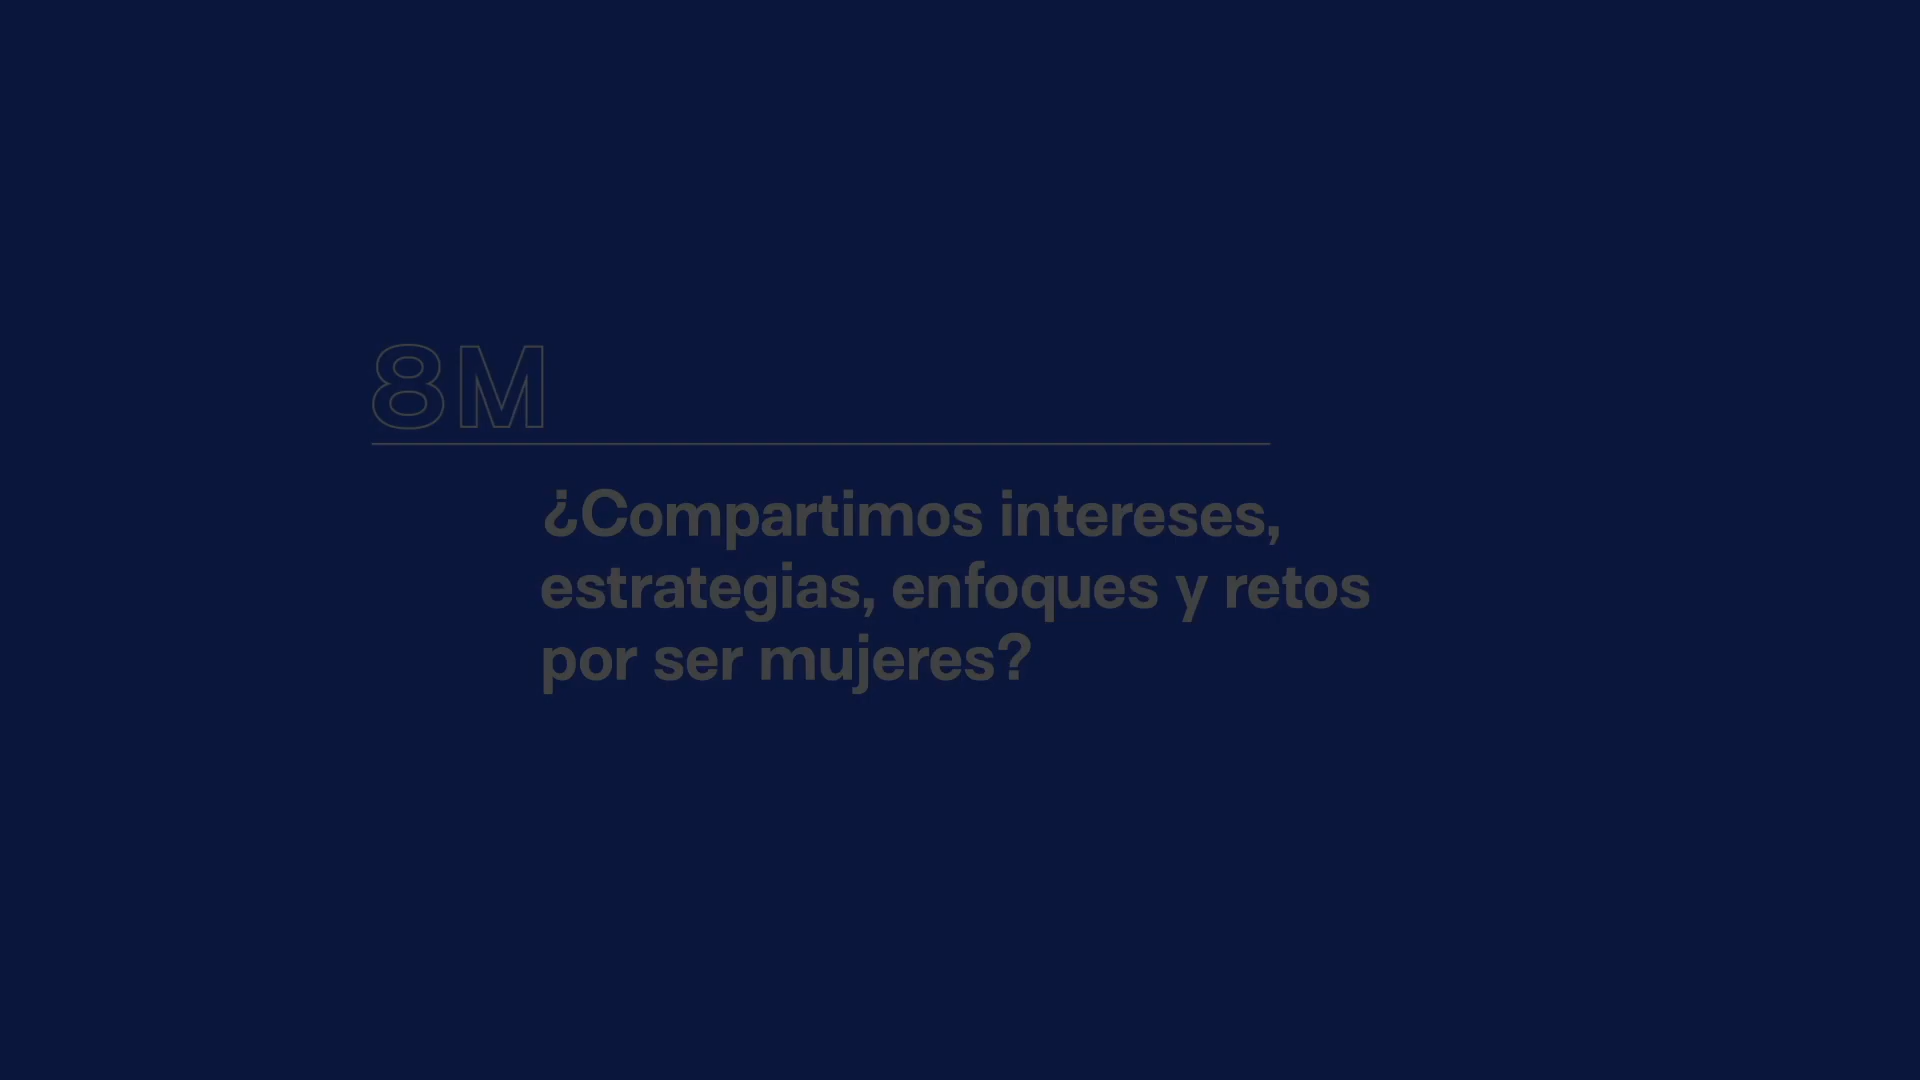 8M
¿Compartimos intereses,
estrategias, enfoques y retos
por ser mujeres?